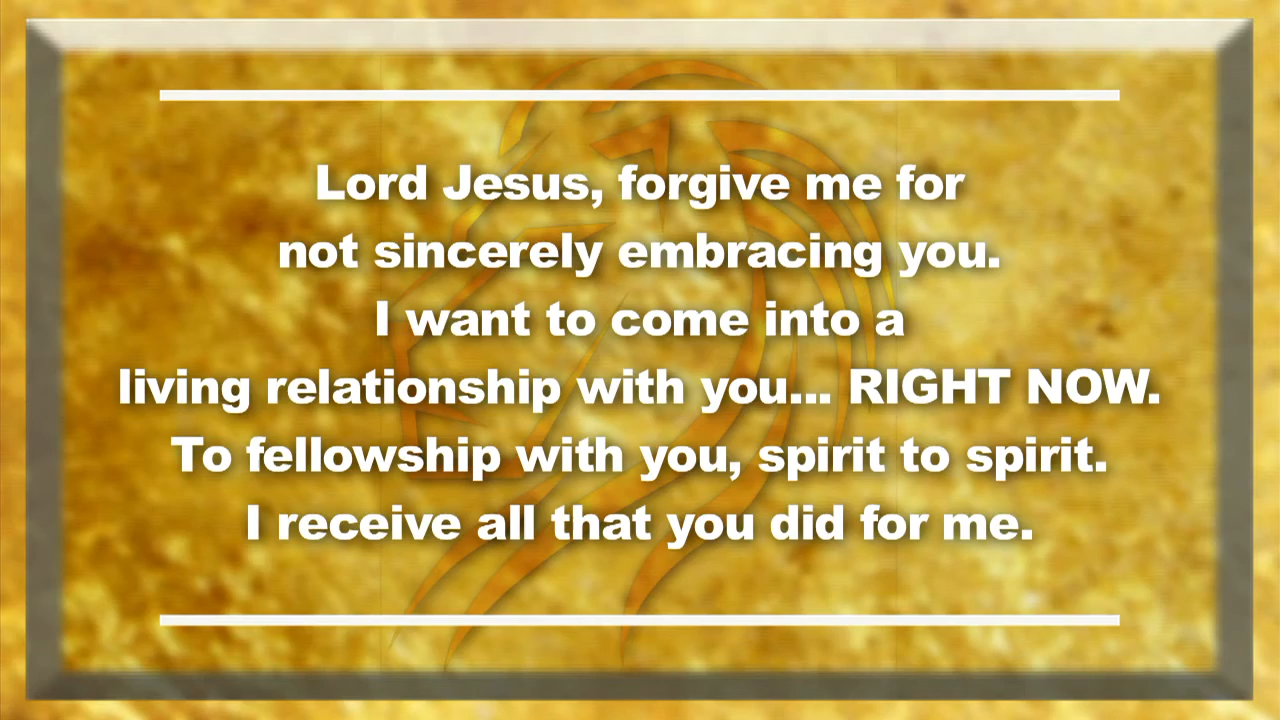 Lord Jesus, forgive me for
not sincerely embracing you.
I want to come into a
living relationship with you... RIGHT NOW.
To fellowship with you, spirit to spirit.
I receive all that you did for me.